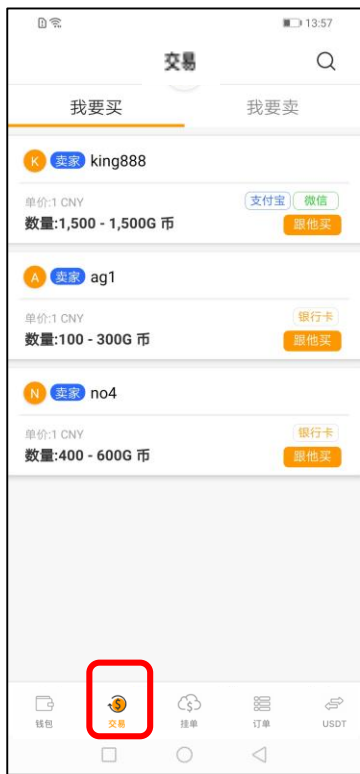 13:57
交易
我要买 我要卖
K 卖家 king888
单价:1 CNY 支付宝 微信
数量:1,500 - 1,500G 币 跟他买
A 卖家 ag1
单价:1 CNY 银行卡
数量:100 - 300G 币 跟他买
N 卖家 no4
单价:1 CNY 银行卡
数量:400 - 600G 币 跟他买
钱包 交易 挂单 订单 USDT